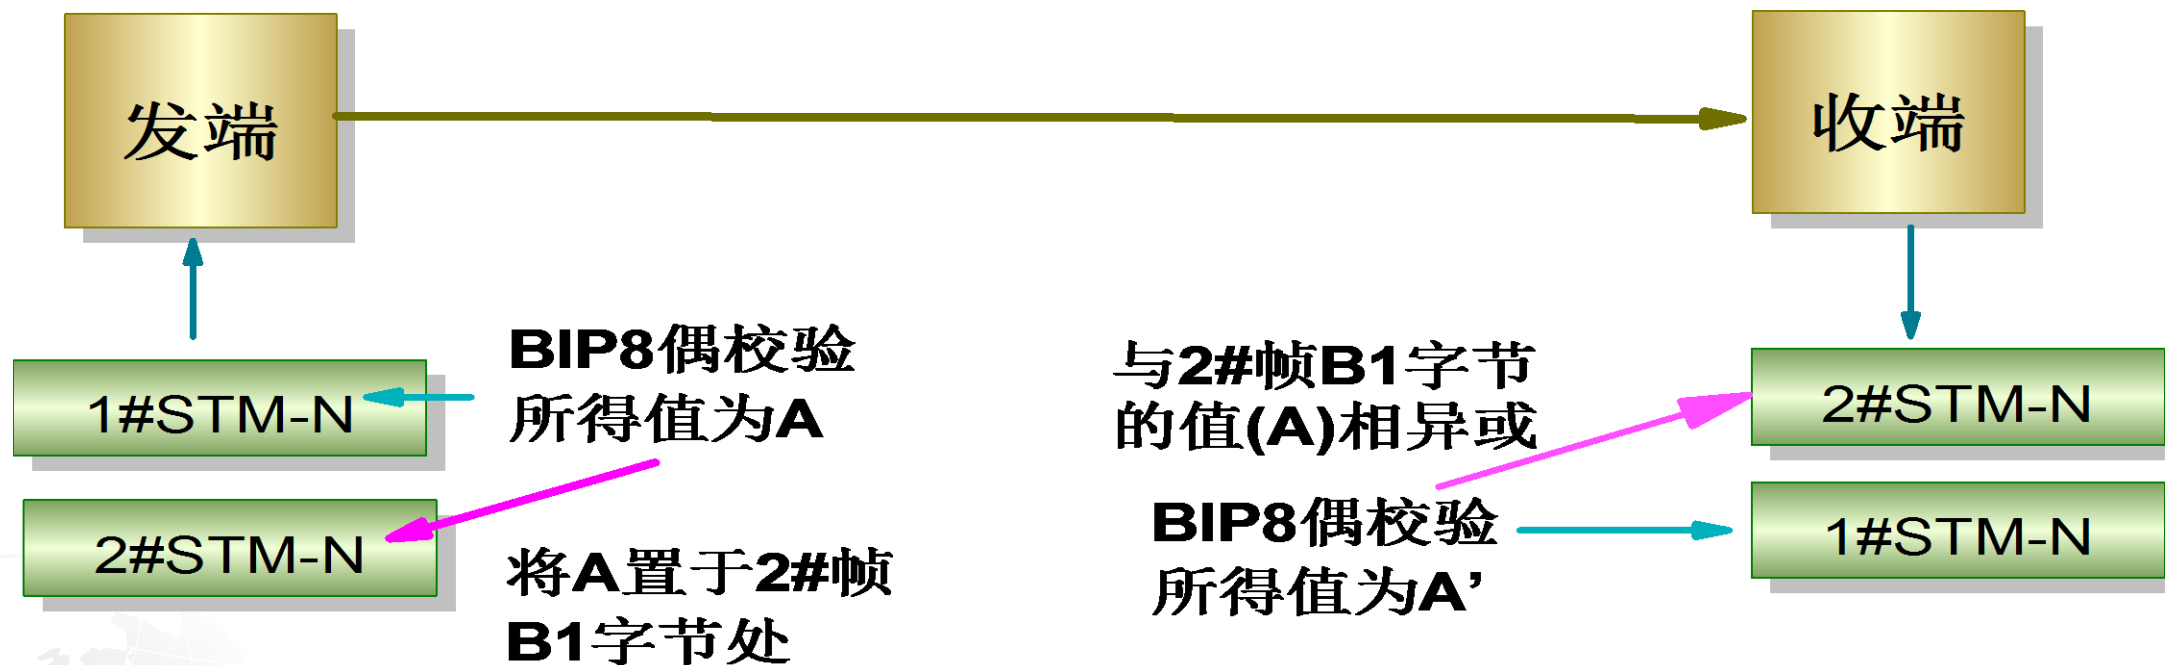 发端
收端
BIP8偶校验
所得值为A
1#STM-N
2#STM-N
将A置于2#帧
B1字节处
与2#帧B1字节
的值(A)相异或
2#STM-N
BIP8偶校验
所得值为A’
1#STM-N